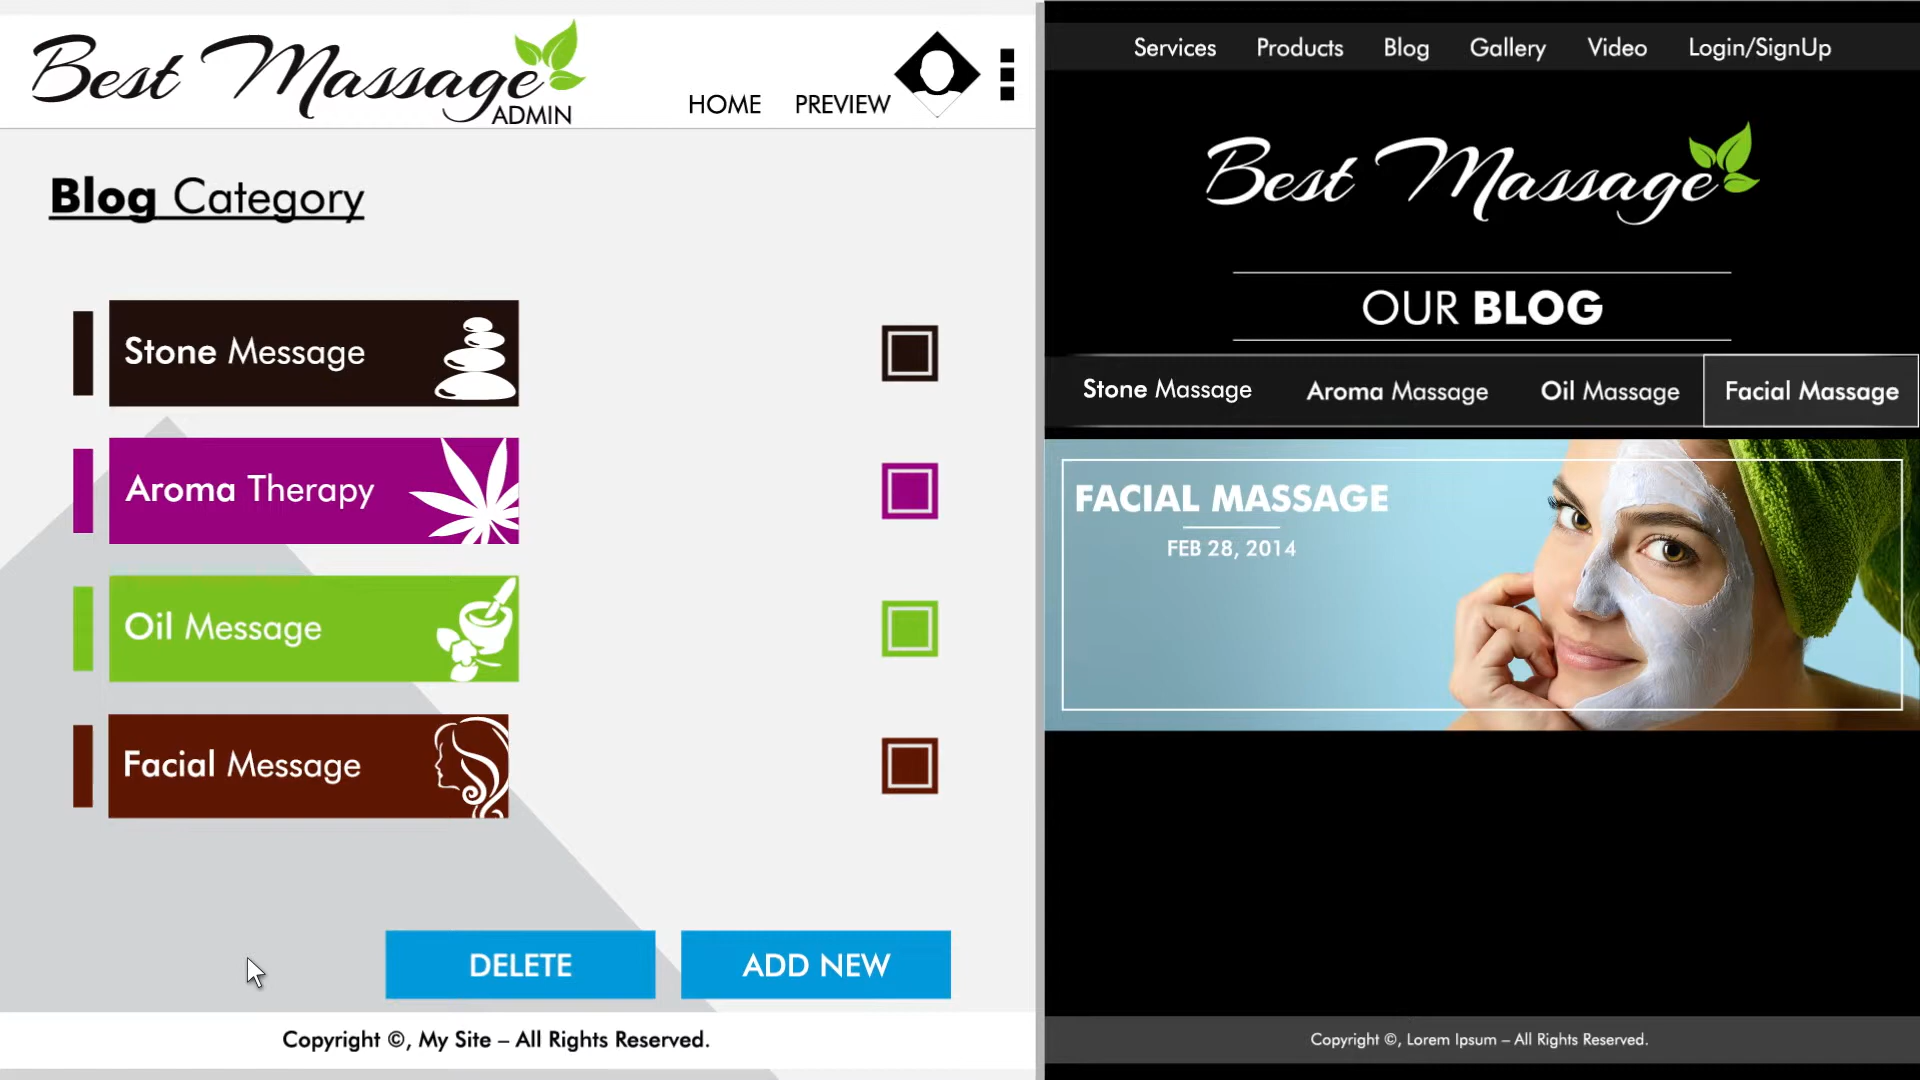 Best Massage
ADMIN
HOME PREVIEW
Blog Category
Stone Message
Aroma Therapy
Oil Message
Facial Message
DELETE ADD NEW
Copyright ©, My Site – All Rights Reserved.
Services Products Blog Gallery Video Login/SignUp
Best Massage
OUR BLOG
Stone Massage Aroma Massage Oil Massage Facial Massage
FACIAL MASSAGE
FEB 28, 2014
Copyright ©, Lorem Ipsum – All Rights Reserved.